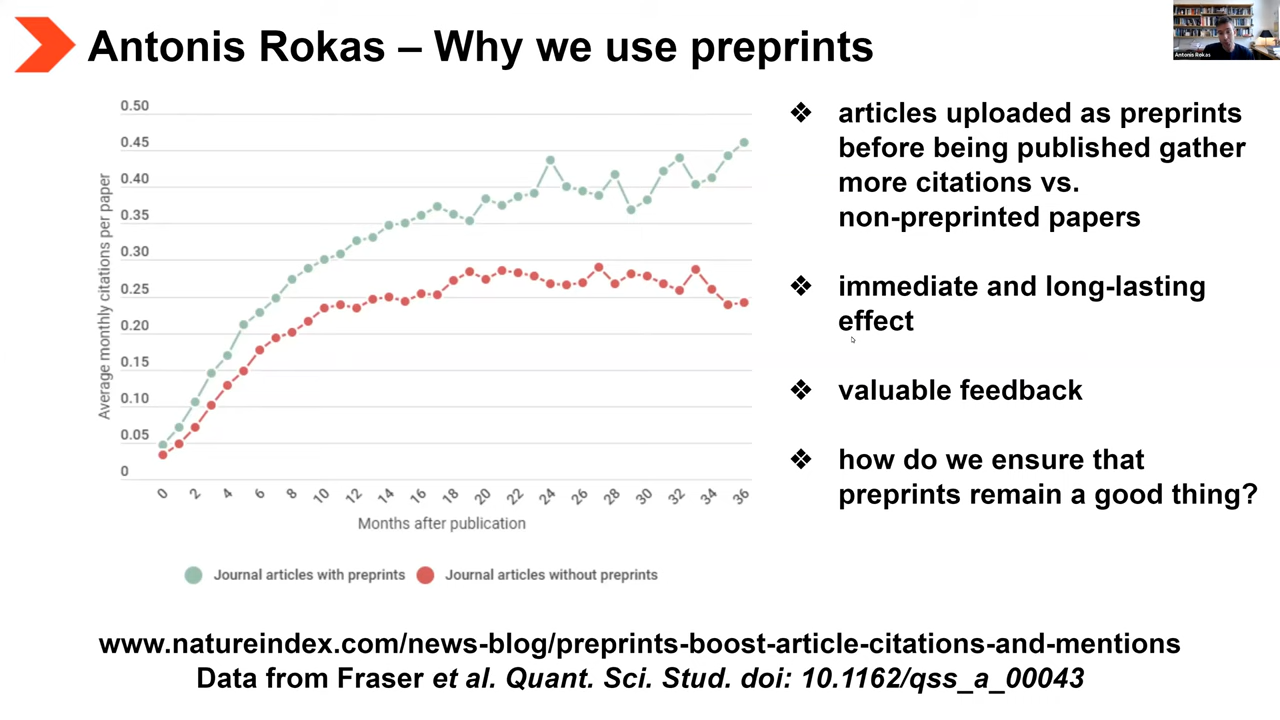 Antonis Rokas – Why we use preprints
Antonis Rokas
0.50
0.45
0.40
0.35
0.30
0.25
0.20
0.15
0.10
0.05
0
Average monthly citations per paper
0 2 4 6 8 10 12 14 16 18 20 22 24 26 28 30 32 34 36
Months after publication
Journal articles with preprints
Journal articles without preprints
❖ articles uploaded as preprints
before being published gather
more citations vs.
non-preprinted papers
❖ immediate and long-lasting
effect
❖ valuable feedback
❖ how do we ensure that
preprints remain a good thing?
www.natureindex.com/news-blog/preprints-boost-article-citations-and-mentions
Data from Fraser et al. Quant. Sci. Stud. doi: 10.1162/qss_a_00043